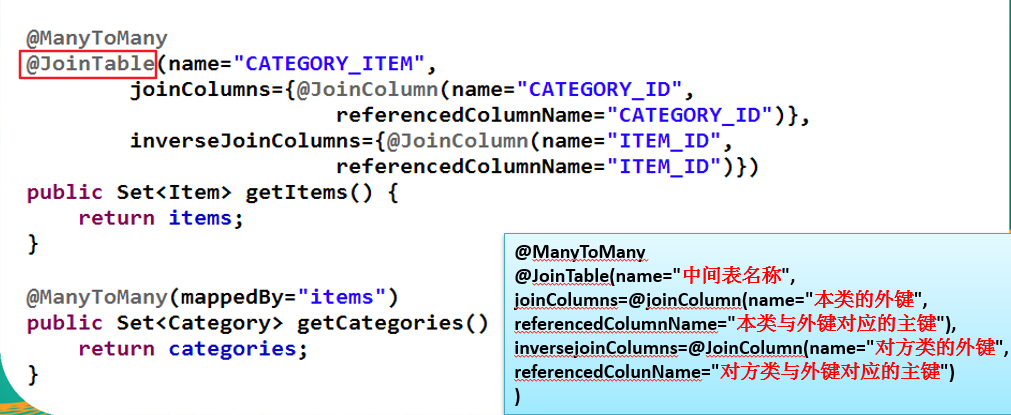 @ManyToMany
@JoinTable(name="CATEGORY_ITEM",
joinColumns={@JoinColumn(name="CATEGORY_ID",
referencedColumnName="CATEGORY_ID")},
inverseJoinColumns={@JoinColumn(name="ITEM_ID",
referencedColumnName="ITEM_ID")})
public Set<Item> getItems() {
return items;
}
@ManyToMany(mappedBy="items")
public Set<Category> getCategories()
return categories;
}
@ManyToMany
@JoinTable(name="中间表名称",
joinColumns=@joinColumn(name="本类的外键",
referencedColumnName="本类与外键对应的主键"),
inversejoinColumns=@JoinColumn(name="对方类的外键",
referencedColunName="对方类与外键对应的主键")
)